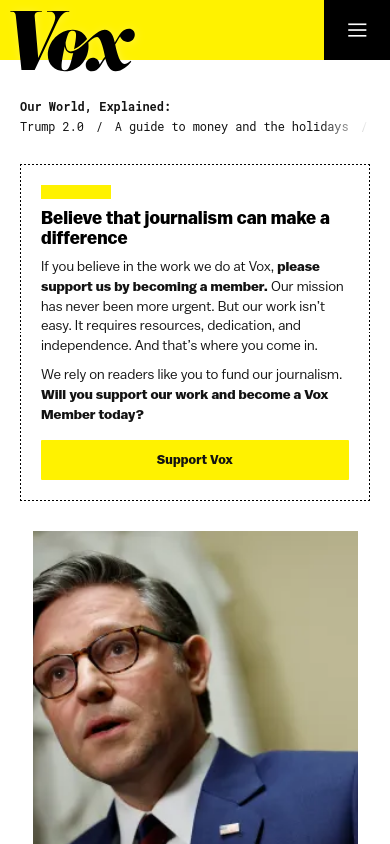 Vox
Our World, Explained:
Trump 2.0 / A guide to money and the holidays /
Believe that journalism can make a
difference
If you believe in the work we do at Vox, please
support us by becoming a member. Our mission
has never been more urgent. But our work isn’t
easy. It requires resources, dedication, and
independence. And that’s where you come in.
We rely on readers like you to fund our journalism.
Will you support our work and become a Vox
Member today?
Support Vox